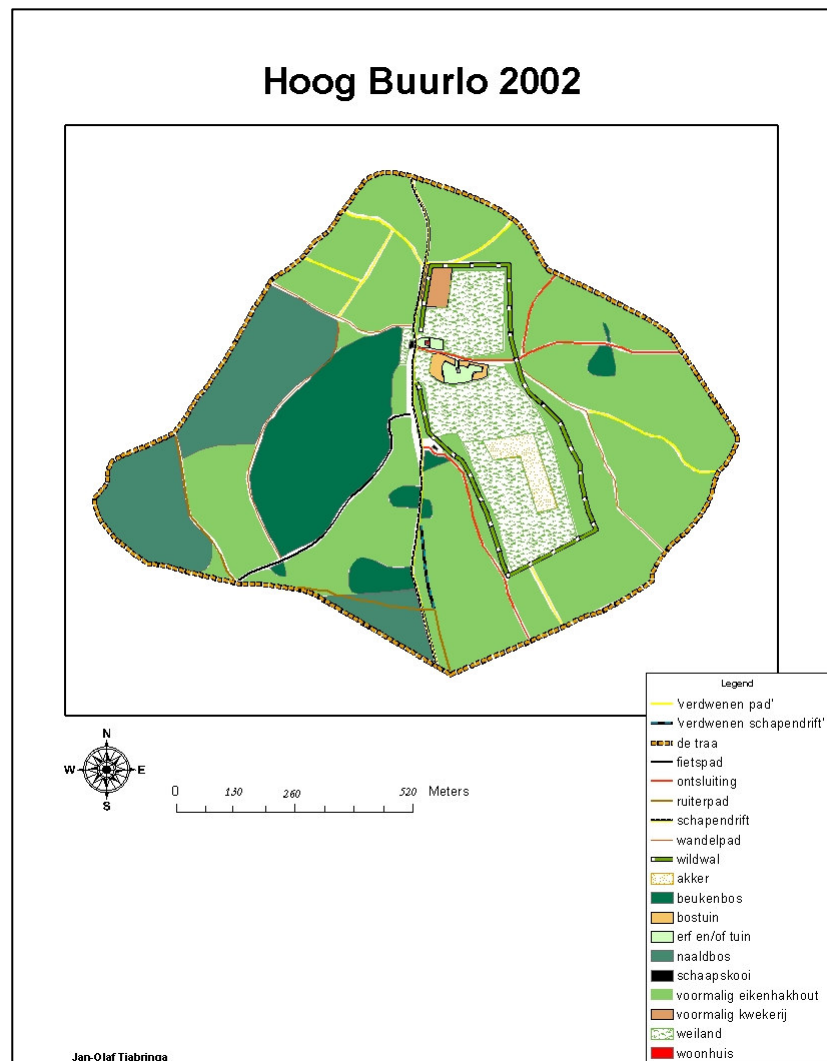 Hoog Buurlo 2002
Legend
'Verdwenen pad'
'Verdwenen schapendrift'
de traa
fietspad
ontsluiting
ruiterpad
schapendrift
wandelpad
wildwal
akker
beukenbos
bostuin
erf en/of tuin
naaldbos
schaapskooi
voormalig eikenhakhout
voormalig kwekerij
weiland
woonhuis
N
W E
S
0 130 260 520 Meters
Jan-Olaf Tjabringa